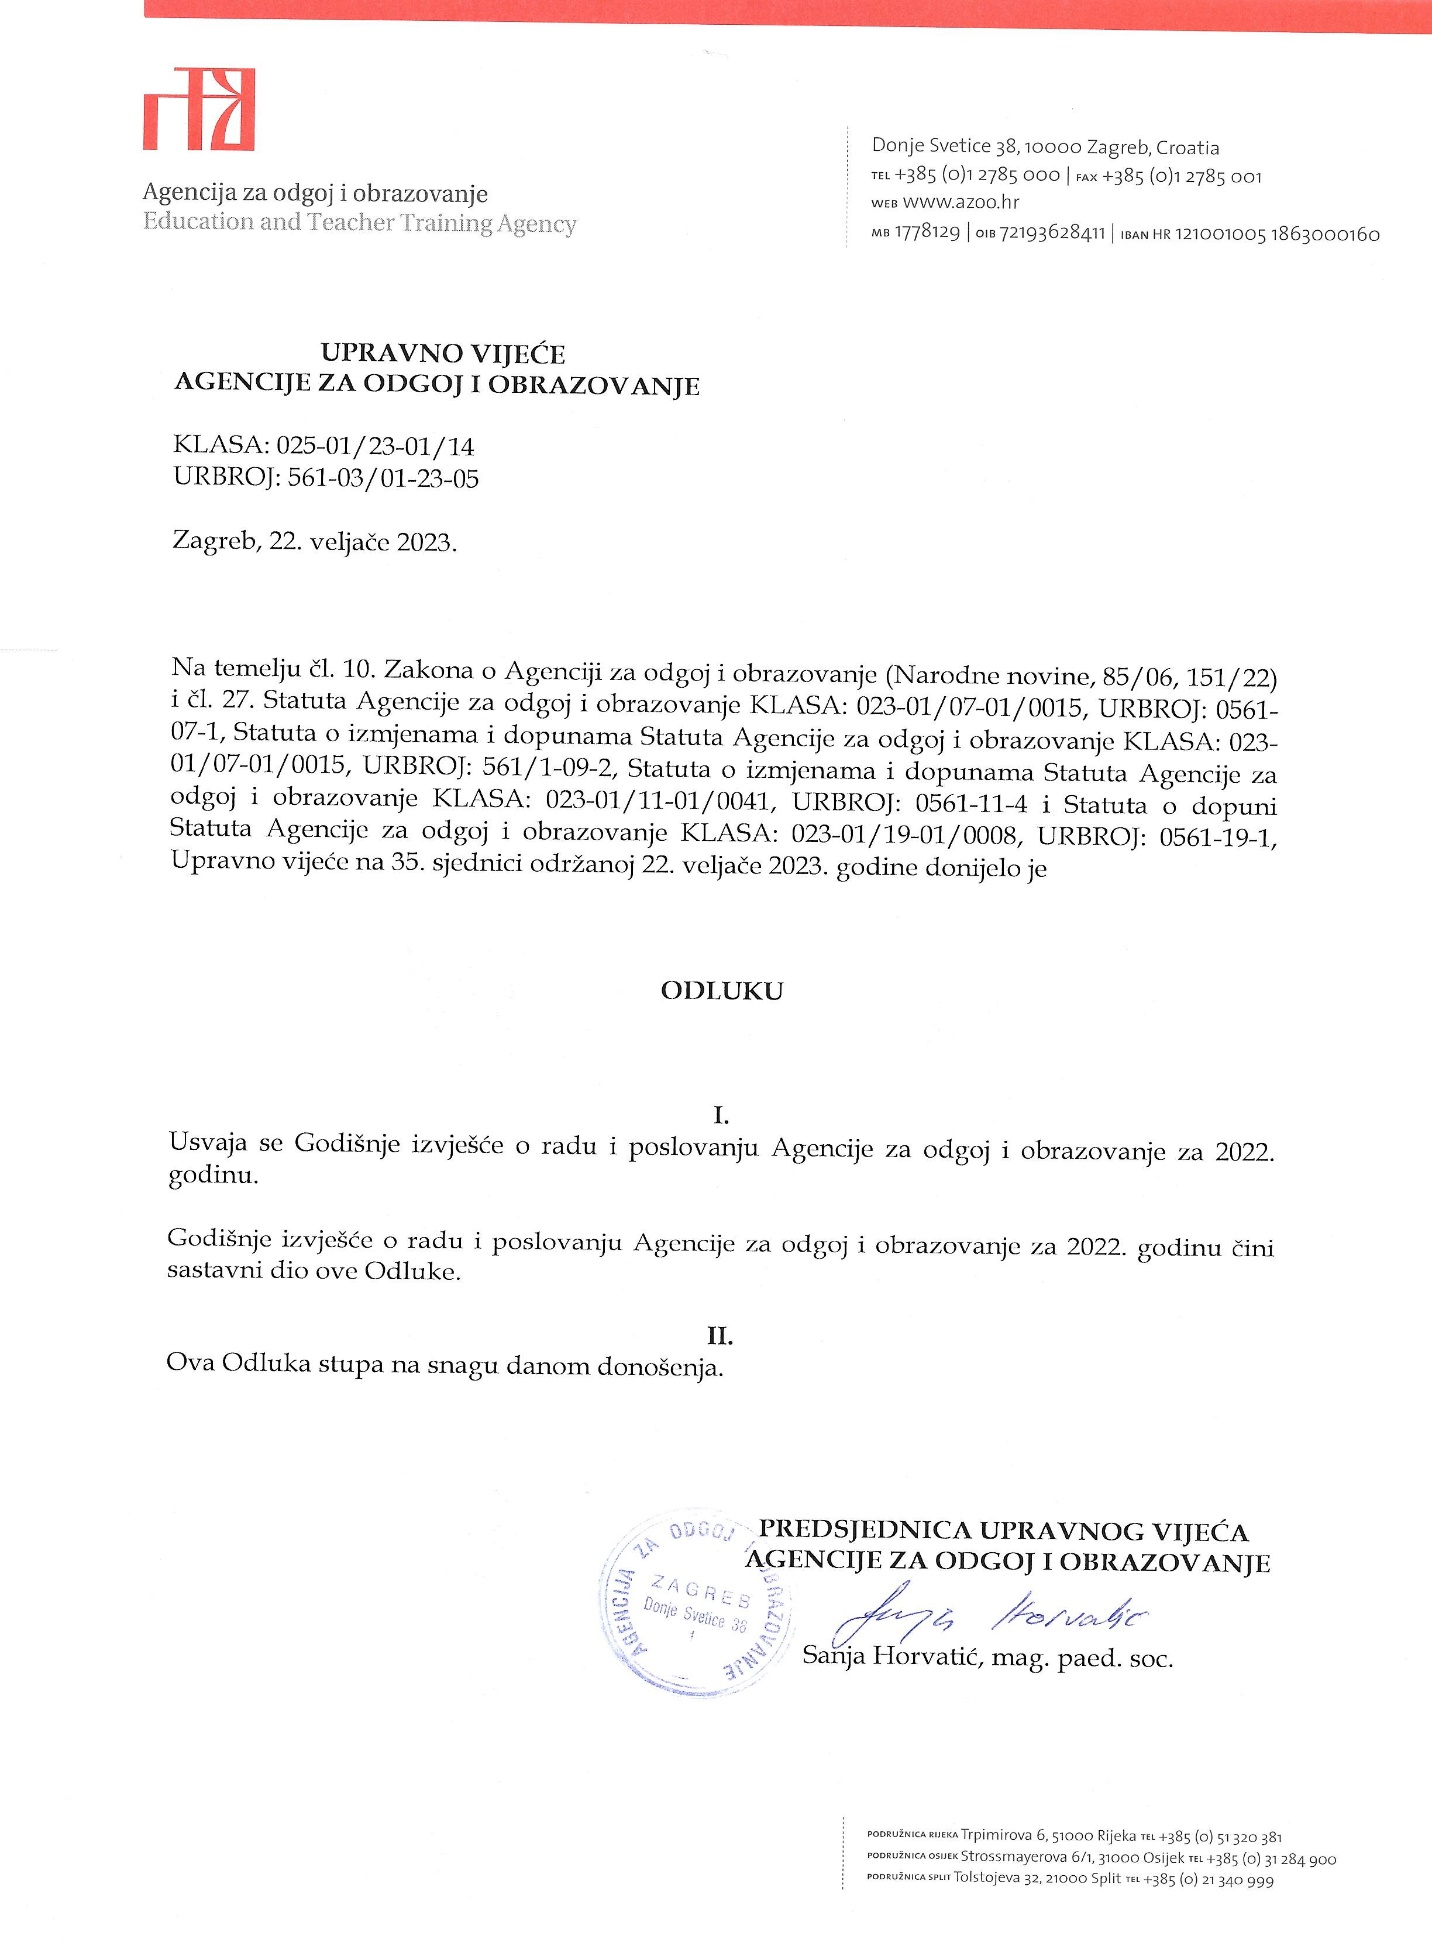 Agencija za odgoj i obrazovanje
Education and Teacher Training Agency
Donje Svetice 38, 10000 Zagreb, Croatia
TEL +385 (0)1 2785 000 | FAX +385 (0)1 2785 001
WEB www.azoo.hr
MB 1778129 | OIB 72193628411 | IBAN HR 121001005 1863000160
UPRAVNO VIJEĆE
AGENCIJE ZA ODGOJ I OBRAZOVANJE
KLASA: 025-01/23-01/14
URBROJ: 561-03/01-23-05
Zagreb, 22. veljače 2023.
Na temelju čl. 10. Zakona o Agenciji za odgoj i obrazovanje (Narodne novine, 85/06, 151/22)
i čl. 27. Statuta Agencije za odgoj i obrazovanje KLASA: 023-01/07-01/0015, URBROJ: 0561-
07-1, Statuta o izmjenama i dopunama Statuta Agencije za odgoj i obrazovanje KLASA: 023-
01/07-01/0015, URBROJ: 561/1-09-2, Statuta o izmjenama i dopunama Statuta Agencije za
odgoj i obrazovanje KLASA: 023-01/11-01/0041, URBROJ: 0561-11-4 i Statuta o dopuni
Statuta Agencije za odgoj i obrazovanje KLASA: 023-01/19-01/0008, URBROJ: 0561-19-1,
Upravno vijeće na 35. sjednici održanoj 22. veljače 2023. godine donijelo je
ODLUKU
I.
Usvaja se Godišnje izvješće o radu i poslovanju Agencije za odgoj i obrazovanje za 2022.
godinu.
Godišnje izvješće o radu i poslovanju Agencije za odgoj i obrazovanje za 2022. godinu čini
sastavni dio ove Odluke.
II.
Ova Odluka stupa na snagu danom donošenja.
PREDSJEDNICA UPRAVNOG VIJEĆA
AGENCIJE ZA ODGOJ I OBRAZOVANJE
AGENCIJA ZA ODGOJ I OBRAZOVANJE
ZAGREB
Donje Svetice 38
1
Sanja Horvatić
Sanja Horvatić, mag. paed. soc.
PODRUŽNICA RIJEKA Trpimirova 6, 51000 Rijeka TEL +385 (0) 51 320 381
PODRUŽNICA OSIJEK Strossmayerova 6/1, 31000 Osijek TEL +385 (0) 31 284 900
PODRUŽNICA SPLIT Tolstojeva 32, 21000 Split TEL +385 (0) 21 340 999